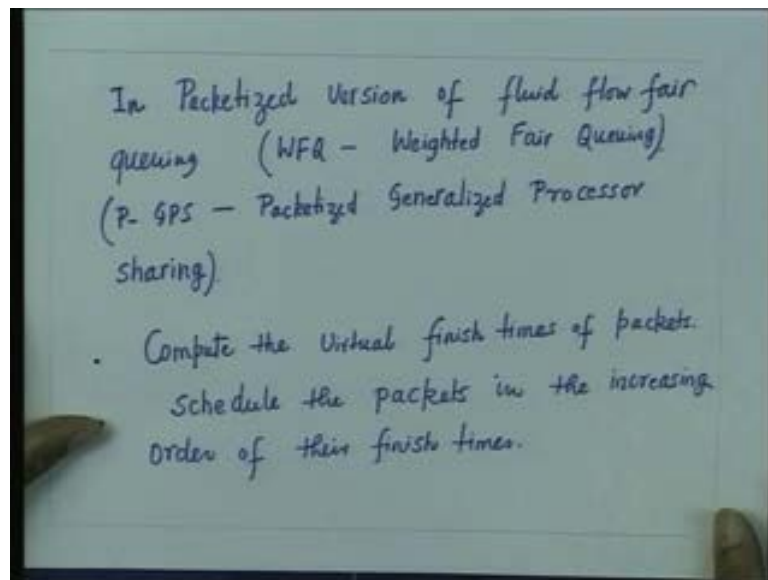 In Packetized Version of fluid flow fair
queuing (WFQ - Weighted Fair Queuing)
(P- GPS - Packetized Generalized Processor
sharing)
. Compute the Virtual finish times of packets.
Schedule the packets in the increasing
order of their finish times.